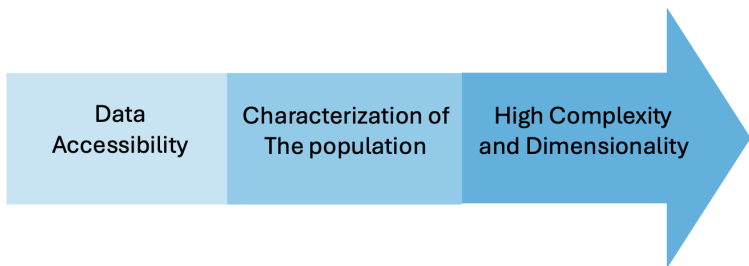 Data
Accessibility
Characterization of
The population
High Complexity
and Dimensionality